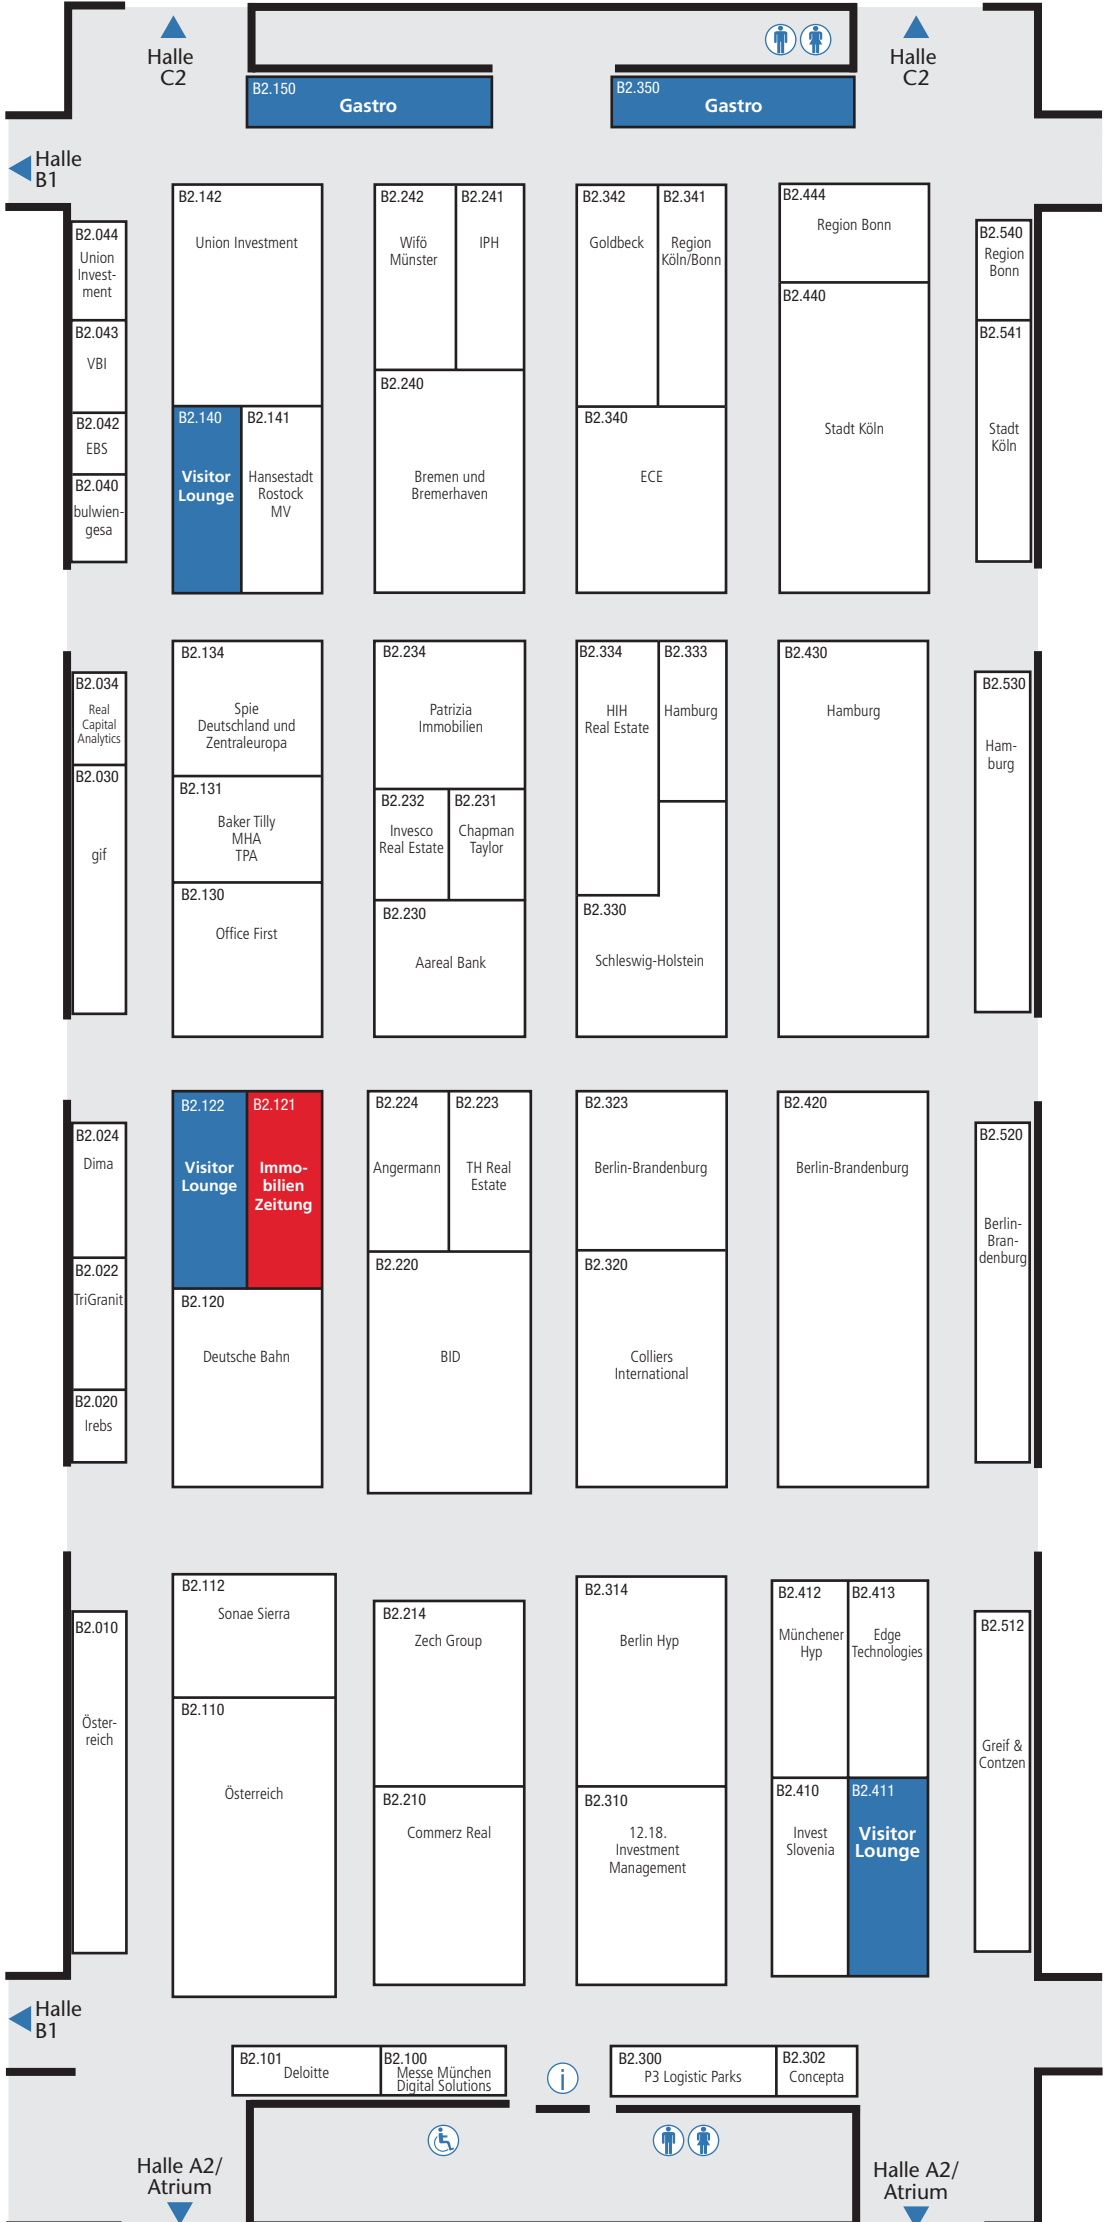 Halle
C2
Halle
C2
B2.150
Gastro
B2.350
Gastro
Halle
B1
B2.044
Union
Invest-
ment
B2.043
VBI
B2.042
EBS
B2.040
bulwien-
gesa
B2.142
Union Investment
B2.140
Visitor
Lounge
B2.141
Hansestadt
Rostock
MV
B2.242
Wifö
Münster
B2.241
IPH
B2.240
Bremen und
Bremerhaven
B2.342
Goldbeck
B2.341
Region
Köln/Bonn
B2.340
ECE
B2.444
Region Bonn
B2.440
Stadt Köln
B2.540
Region
Bonn
B2.541
Stadt
Köln
B2.034
Real
Capital
Analytics
B2.030
gif
B2.134
Spie
Deutschland und
Zentraleuropa
B2.131
Baker Tilly
MHA
TPA
B2.130
Office First
B2.234
Patrizia
Immobilien
B2.232
Invesco
Real Estate
B2.231
Chapman
Taylor
B2.230
Aareal Bank
B2.334
HIH
Real Estate
B2.333
Hamburg
B2.330
Schleswig-Holstein
B2.430
Hamburg
B2.530
Ham-
burg
B2.024
Dima
B2.022
TriGranit
B2.020
Irebs
B2.122
Visitor
Lounge
B2.121
Immo-
bilien
Zeitung
B2.120
Deutsche Bahn
B2.224
Angermann
B2.223
TH Real
Estate
B2.220
BID
B2.323
Berlin-Brandenburg
B2.320
Colliers
International
B2.420
Berlin-Brandenburg
B2.520
Berlin-
Bran-
denburg
B2.010
Öster-
reich
B2.112
Sonae Sierra
B2.110
Österreich
B2.214
Zech Group
B2.210
Commerz Real
B2.314
Berlin Hyp
B2.310
12.18.
Investment
Management
B2.412
Münchener
Hyp
B2.413
Edge
Technologies
B2.410
Invest
Slovenia
B2.411
Visitor
Lounge
B2.512
Greif &
Contzen
Halle
B1
B2.101
Deloitte
B2.100
Messe München
Digital Solutions
i
B2.300
P3 Logistic Parks
B2.302
Concepta
Halle A2/
Atrium
Halle A2/
Atrium